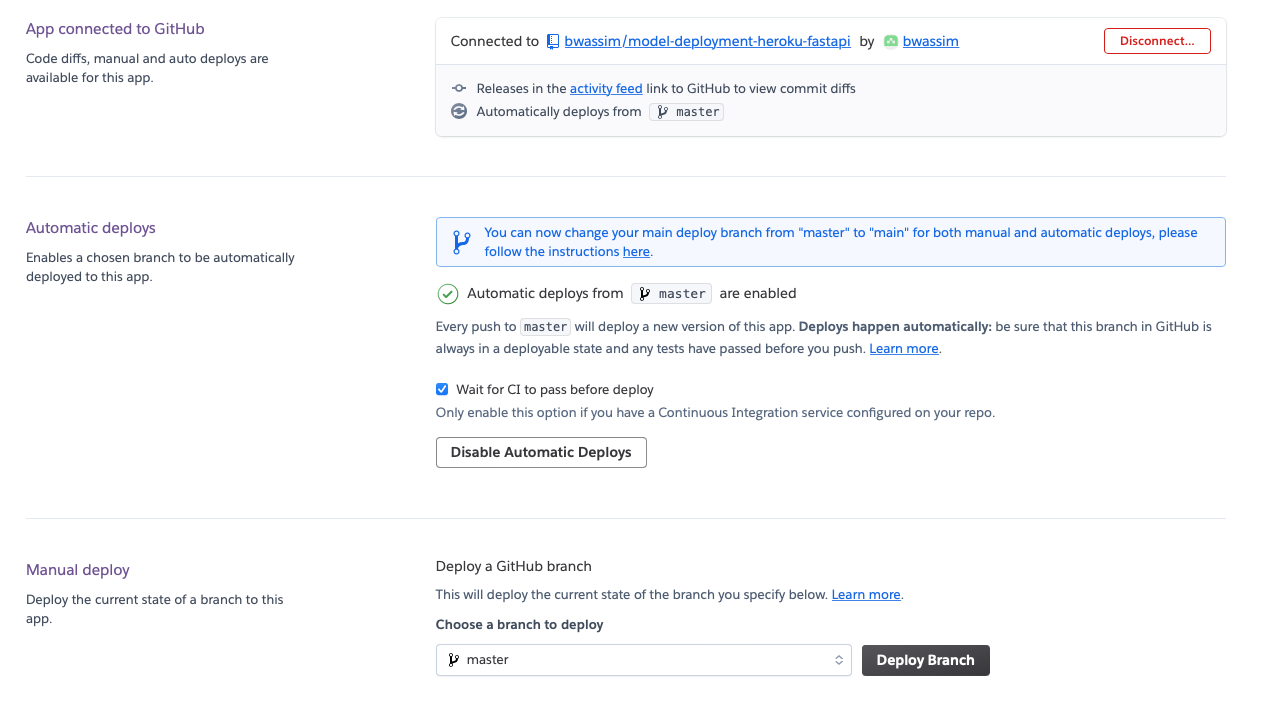 App connected to GitHub
Code diffs, manual and auto deploys are
available for this app.
Connected to bwassim/model-deployment-heroku-fastapi by bwassim
Disconnect...
Releases in the activity feed link to GitHub to view commit diffs
Automatically deploys from master
Automatic deploys
Enables a chosen branch to be automatically
deployed to this app.
You can now change your main deploy branch from "master" to "main" for both manual and automatic deploys, please
follow the instructions here.
Automatic deploys from master are enabled
Every push to master will deploy a new version of this app. Deploys happen automatically: be sure that this branch in GitHub is
always in a deployable state and any tests have passed before you push. Learn more.
Wait for CI to pass before deploy
Only enable this option if you have a Continuous Integration service configured on your repo.
Disable Automatic Deploys
Manual deploy
Deploy the current state of a branch to this
app.
Deploy a GitHub branch
This will deploy the current state of the branch you specify below. Learn more.
Choose a branch to deploy
master
Deploy Branch